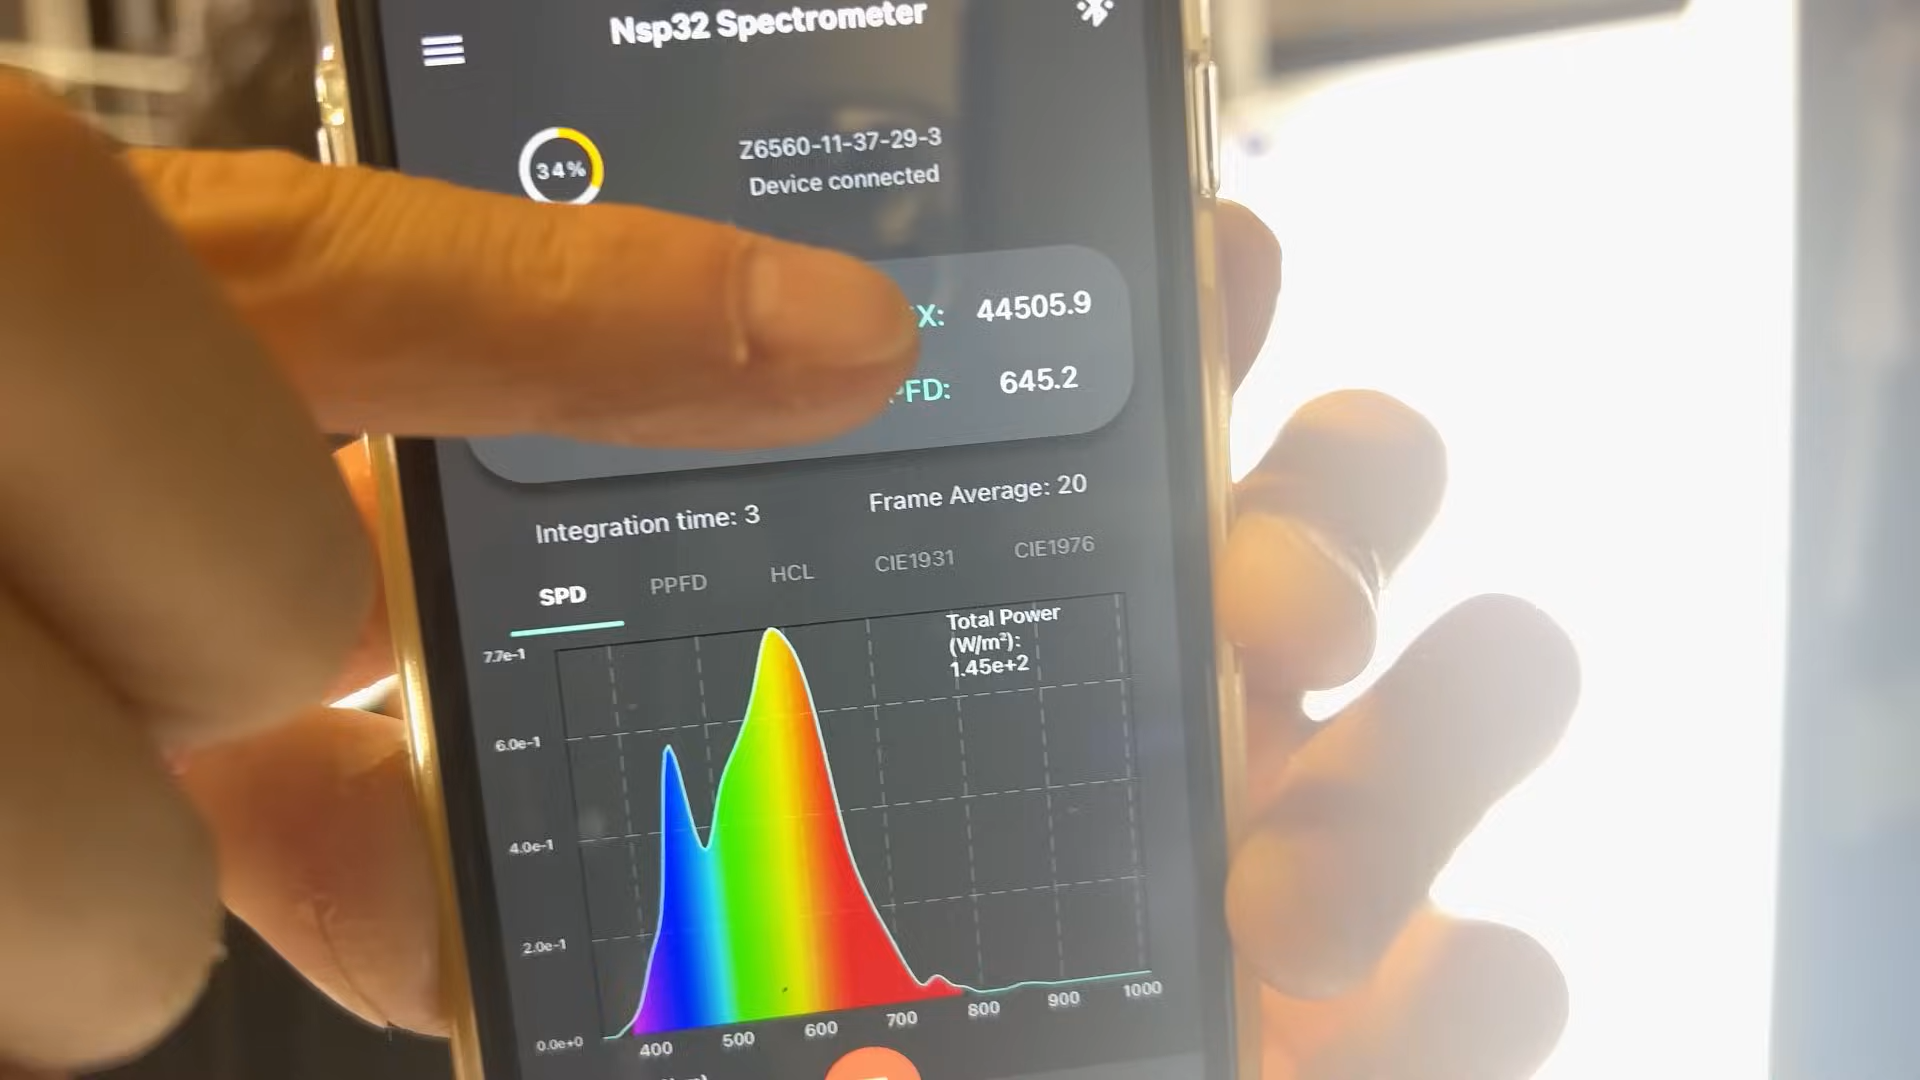 Nsp32 Spectrometer
34%
Z6560-11-37-29-3
Device connected
X: 44505.9
PFD: 645.2
Integration time: 3
Frame Average: 20
SPD
PPFD
HCL
CIE1931
CIE1976
Total Power
(W/m²):
1.45e+2
7.7e-1
6.0e-1
4.0e-1
2.0e-1
0.0e+0
400
500
600
700
800
900
1000